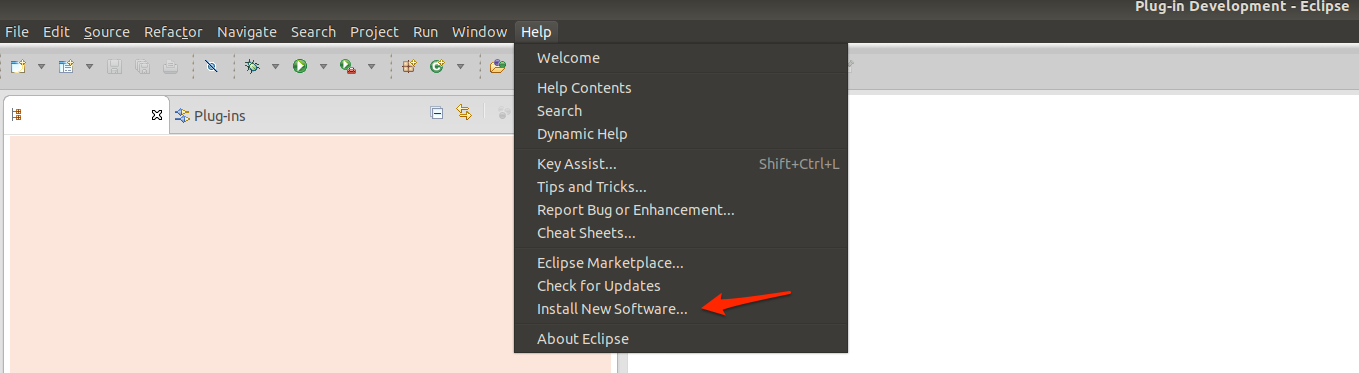 Plug-in Development - Eclipse
File Edit Source Refactor Navigate Search Project Run Window Help
Welcome
Help Contents
Search
Dynamic Help
Key Assist... Shift+Ctrl+L
Tips and Tricks...
Report Bug or Enhancement...
Cheat Sheets...
Eclipse Marketplace...
Check for Updates
Install New Software...
About Eclipse
Plug-ins